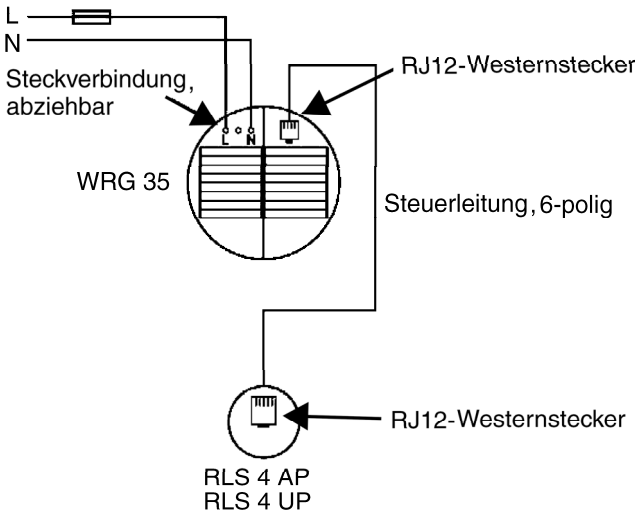 L
N
Steckverbindung,
abziehbar
RJ12-Westernstecker
L N
WRG 35
Steuerleitung, 6-polig
RJ12-Westernstecker
RLS 4 AP
RLS 4 UP